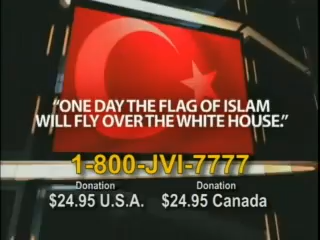 “ONE DAY THE FLAG OF ISLAM
WILL FLY OVER THE WHITE HOUSE.”
1-800-JVI-7777
Donation Donation
$24.95 U.S.A. $24.95 Canada